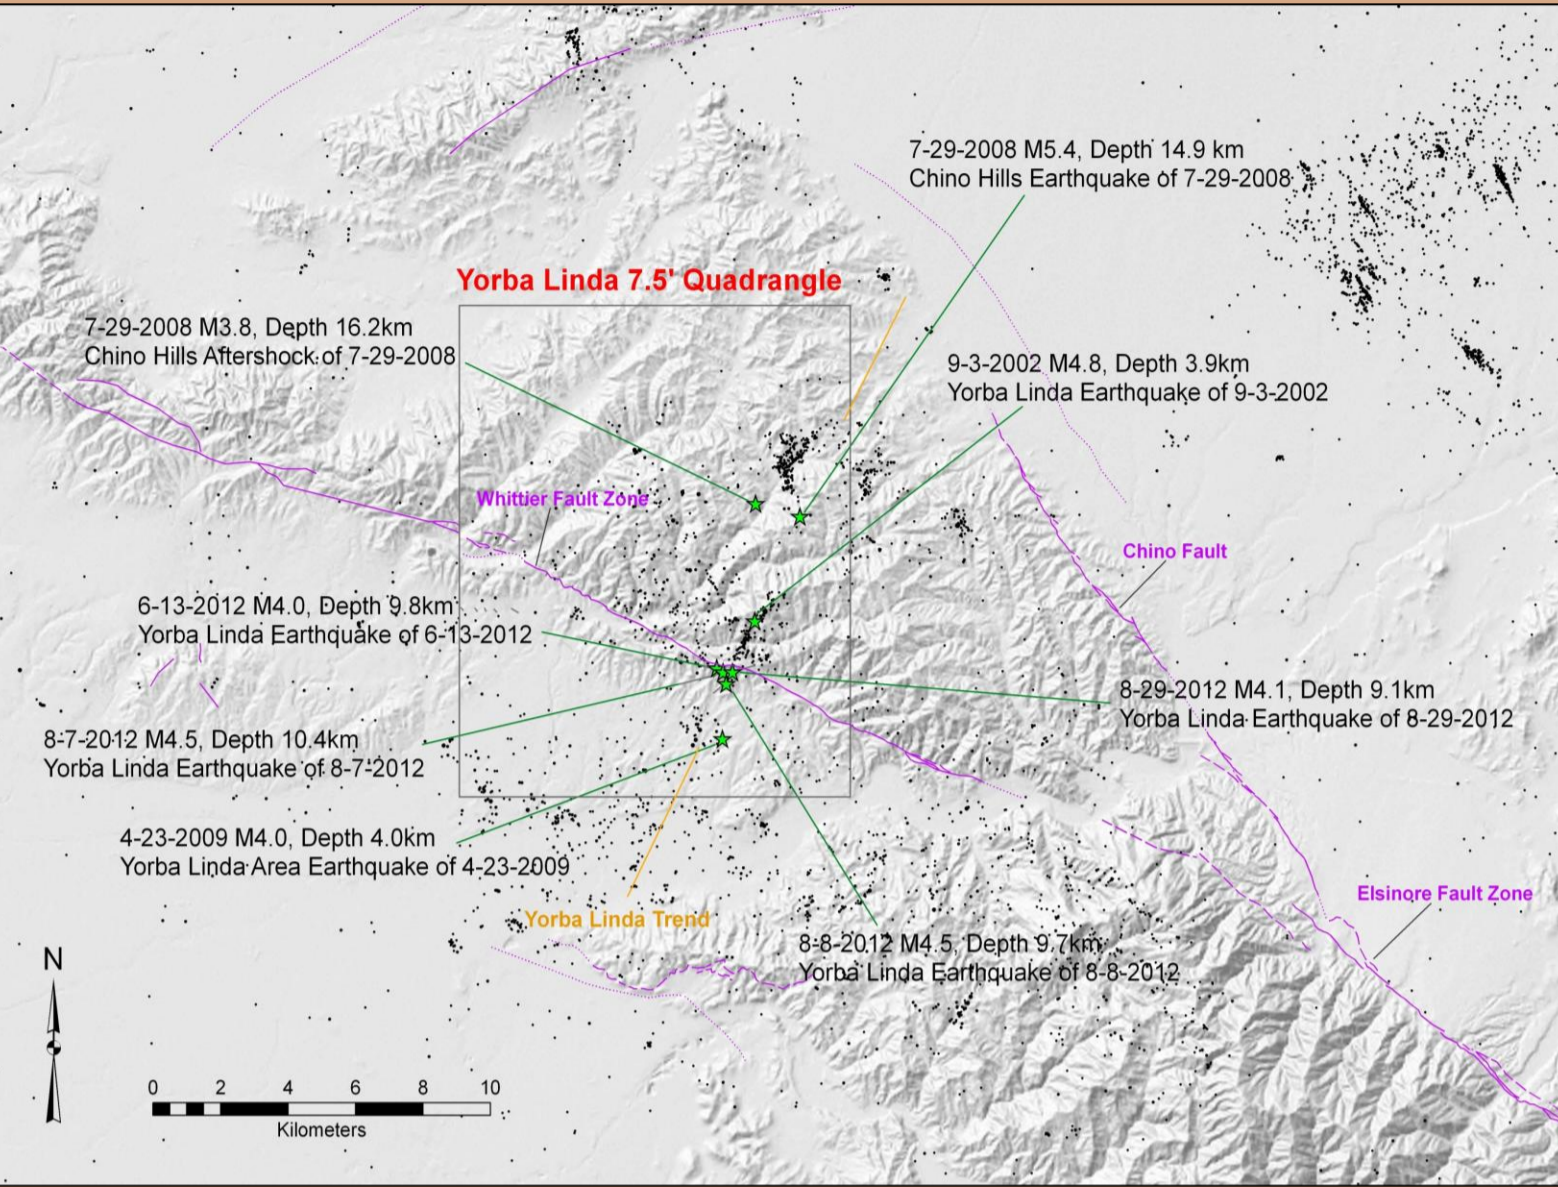 7-29-2008 M5.4, Depth 14.9 km
Chino Hills Earthquake of 7-29-2008
Yorba Linda 7.5' Quadrangle
7-29-2008 M3.8, Depth 16.2km
Chino Hills Aftershock of 7-29-2008
9-3-2002 M4.8, Depth 3.9km
Yorba Linda Earthquake of 9-3-2002
Whittier Fault Zone
Chino Fault
6-13-2012 M4.0, Depth 9.8km
Yorba Linda Earthquake of 6-13-2012
8-29-2012 M4.1, Depth 9.1km
Yorba Linda Earthquake of 8-29-2012
8-7-2012 M4.5, Depth 10.4km
Yorba Linda Earthquake of 8-7-2012
4-23-2009 M4.0, Depth 4.0km
Yorba Linda Area Earthquake of 4-23-2009
Elsinore Fault Zone
Yorba Linda Trend
8-8-2012 M4.5, Depth 9.7km
Yorba Linda Earthquake of 8-8-2012
N
0 2 4 6 8 10
Kilometers